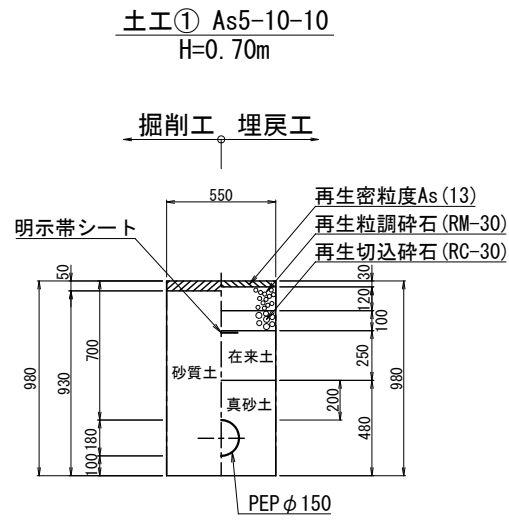 土工① As5-10-10
H=0.70m
掘削工 埋戻工
550
再生密粒度As(13)
再生粒調砕石(RM-30)
再生切込砕石(RC-30)
明示帯シート
50
30
120
100
700
250
在来土
砂質土
980
930
980
200
真砂土
480
180
100
PEPφ150